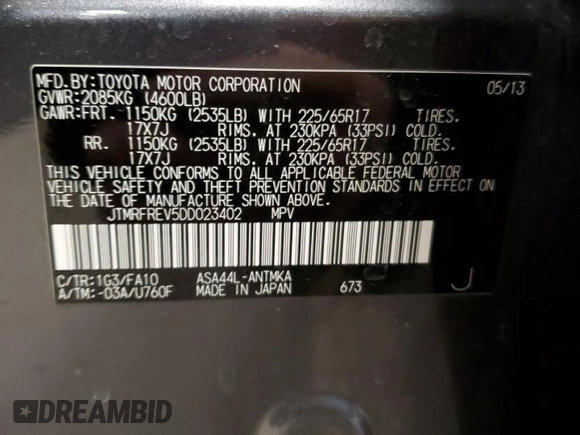 MFD.BY:TOYOTA MOTOR CORPORATION 05/13
GVWR:2085KG (4600LB)
GAWR:FRT. 1150KG (2535LB) WITH 225/65R17 TIRES.
17X7J RIMS. AT 230KPA (33PSI) COLD.
RR. 1150KG (2535LB) WITH 225/65R17 TIRES.
17X7J RIMS. AT 230KPA (33PSI) COLD.
THIS VEHICLE CONFORMS TO ALL APPLICABLE FEDERAL MOTOR
VEHICLE SAFETY AND THEFT PREVENTION STANDARDS IN EFFECT ON
THE DATE OF MANUFACTURE SHOWN ABOVE.
JTMRFREV5DD023402 MPV
C/TR:1G3/FA10 ASA44L-ANTMKA
A/TM:-03A/U760F MADE IN JAPAN 673 J
DREAMBID